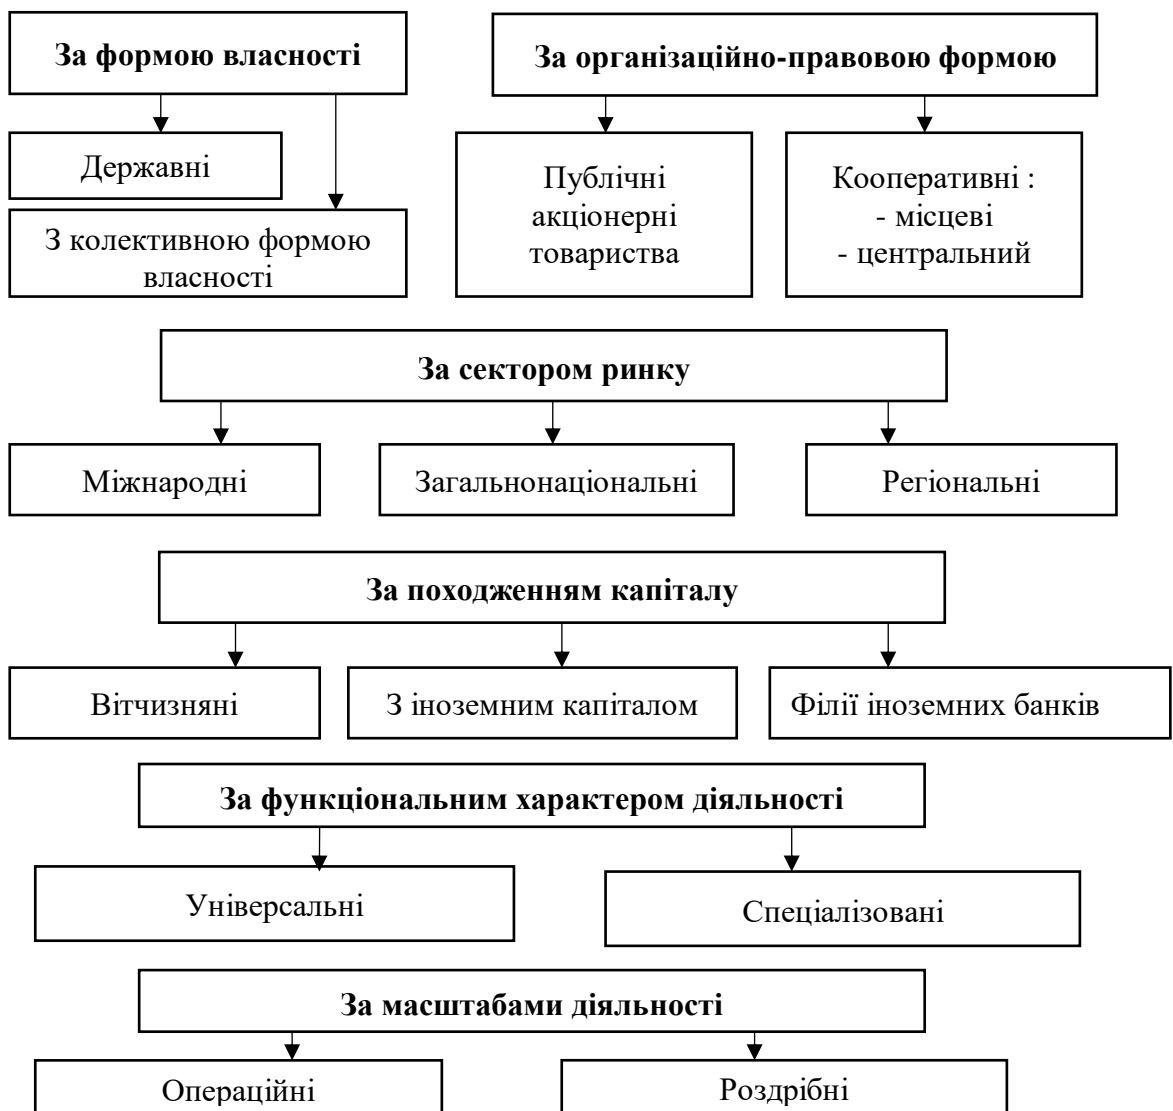 За формою власності
За організаційно-правовою формою
Державні
З колективною формою
власності
Публічні
акціонерні
товариства
Кооперативні :
- місцеві
- центральний
За сектором ринку
Міжнародні
Загальнонаціональні
Регіональні
За походженням капіталу
Вітчизняні
З іноземним капіталом
Філії іноземних банків
За функціональним характером діяльності
Універсальні
Спеціалізовані
За масштабами діяльності
Операційні
Роздрібні